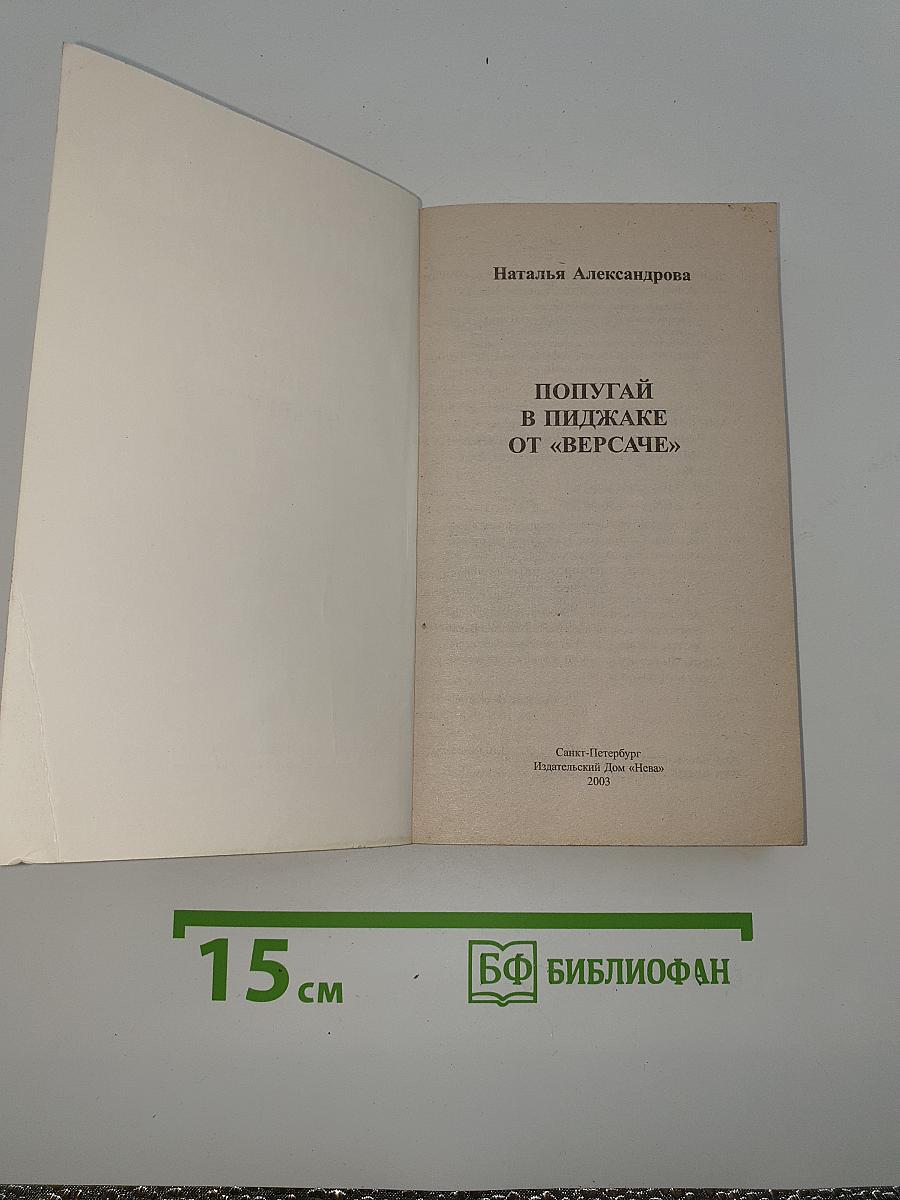 Наталья Александрова
ПОПУГАЙ
В ПИДЖАКЕ
ОТ «ВЕРСАЧЕ»
Санкт-Петербург
Издательский Дом «Нева»
2003
15 см
БФ БИБЛИОФАН